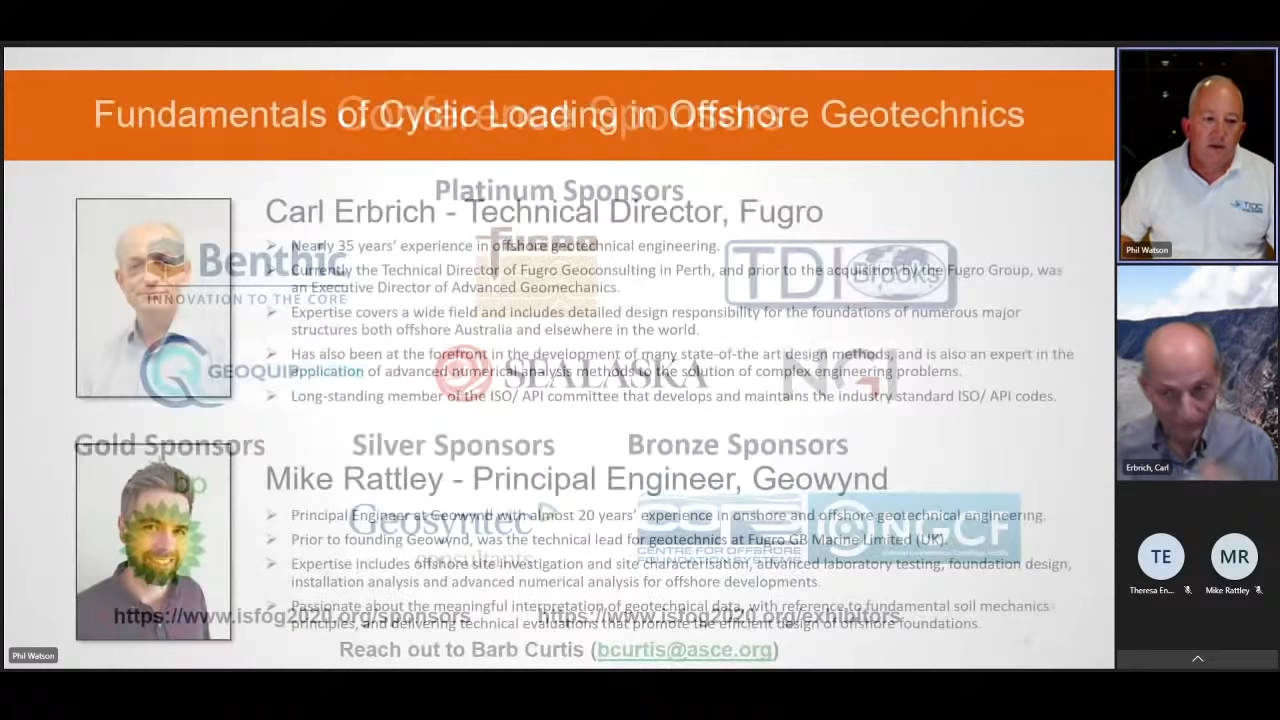 Fundamentals of Cyclic Loading in Offshore Geotechnics
Conference Sponsors
Platinum Sponsors
Carl Erbrich - Technical Director, Fugro
Nearly 35 years' experience in offshore geotechnical engineering.
Currently the Technical Director of Fugro Geoconsulting in Perth, and prior to the acquisition by the Fugro Group, was
an Executive Director of Advanced Geomechanics.
Expertise covers a wide field and includes detailed design responsibility for the foundations of numerous major
structures both offshore Australia and elsewhere in the world.
Has also been at the forefront in the development of many state-of-the art design methods, and is also an expert in the
application of advanced numerical analysis methods to the solution of complex engineering problems.
Long-standing member of the ISO/ API committee that develops and maintains the industry standard ISO/ API codes.
Benthic
INNOVATION TO THE CORE
fugro
TDI Brooks
GEOQUIP
SEALASKA
NGI
Gold Sponsors
Silver Sponsors
Bronze Sponsors
Mike Rattley - Principal Engineer, Geowynd
Principal Engineer at Geowynd with almost 20 years' experience in onshore and offshore geotechnical engineering.
Prior to founding Geowynd, was the technical lead for geotechnics at Fugro GB Marine Limited (UK).
Expertise includes offshore site investigation and site characterisation, advanced laboratory testing, foundation design,
installation analysis and advanced numerical analysis for offshore developments.
Passionate about the meaningful interpretation of geotechnical data, with reference to fundamental soil mechanics
principles, and delivering technical evaluations that promote the efficient design of offshore foundations.
bp
Geosyntec
consultants
CENTRE FOR OFFSHORE
FOUNDATION SYSTEMS
NGCF
https://www.isfog2020.org/sponsors
https://www.isfog2020.org/exhibitors
Reach out to Barb Curtis (bcurtis@asce.org)
Phil Watson
TDC
Phil Watson
Erbrich, Carl
TE
MR
Theresa En...
Mike Rattley